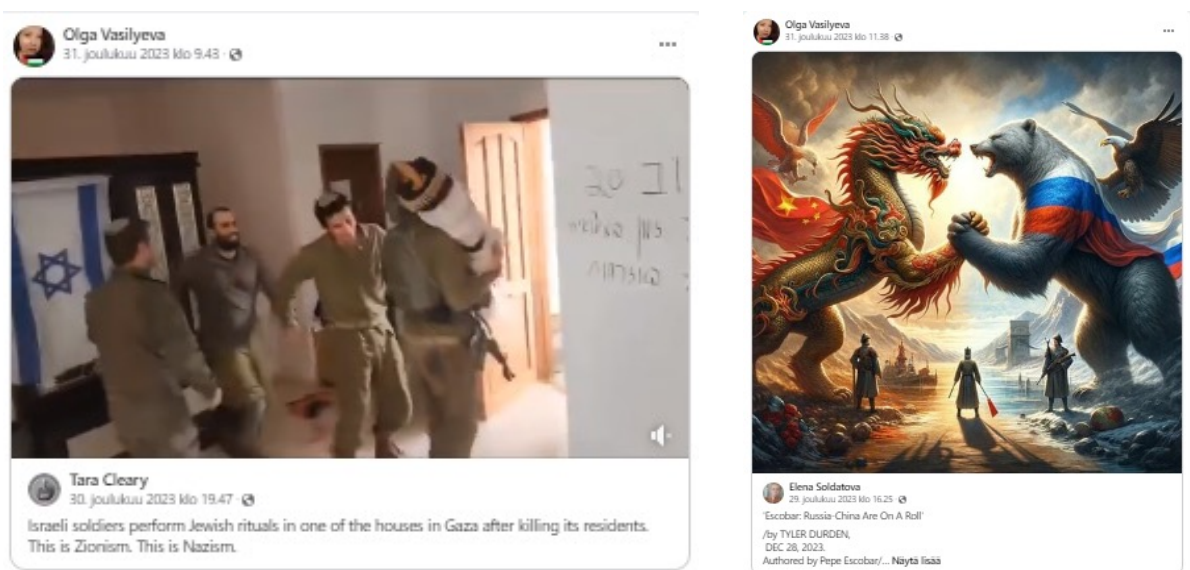 Olga Vasilyeva
31. joulukuu 2023 klo 9.43 ·
Tara Cleary
30. joulukuu 2023 klo 19.47 ·
Israeli soldiers perform Jewish rituals in one of the houses in Gaza after killing its residents.
This is Zionism. This is Nazism.
Olga Vasilyeva
31. joulukuu 2023 klo 11.38 ·
Elena Soldatova
29. joulukuu 2023 klo 16.25 ·
'Escobar: Russia-China Are On A Roll'
/by TYLER DURDEN,
DEC 28, 2023.
Authored by Pepe Escobar/... Näytä lisää